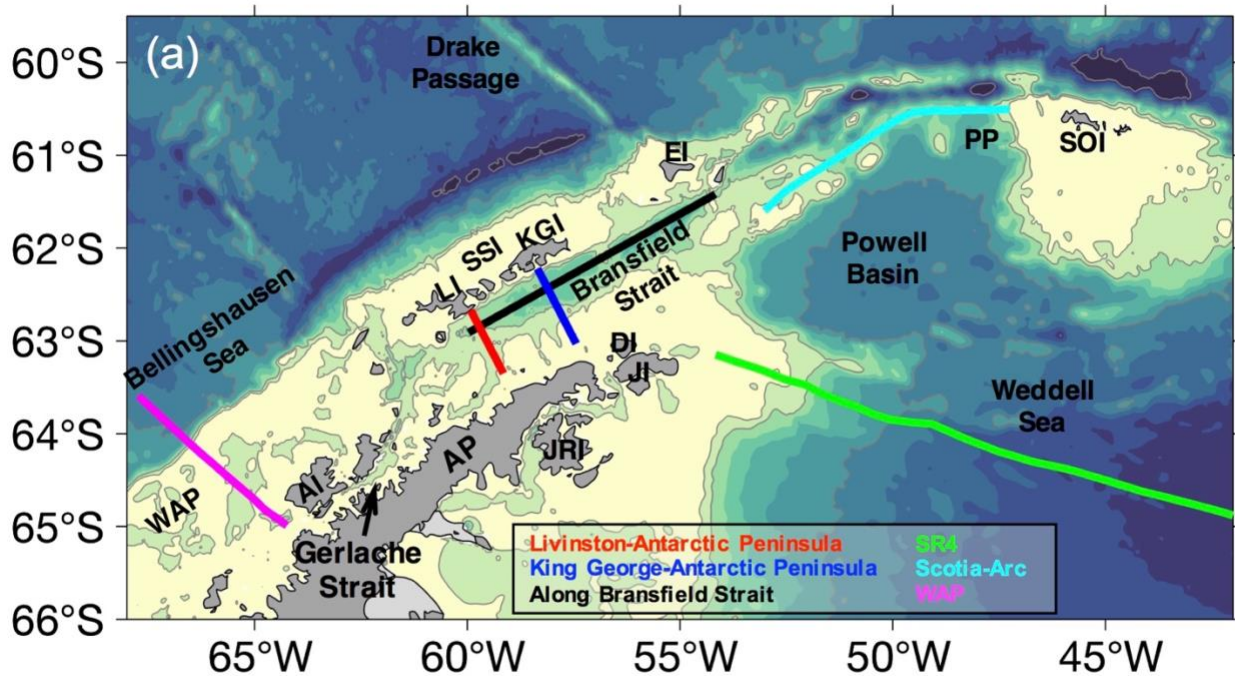 (a)
Drake
Passage
60°S
61°S
62°S
63°S
64°S
65°S
66°S
EI
PP
SOI
KGI
SSI
LI
Bransfield
Strait
Powell
Basin
Bellingshausen
Sea
DI
JI
Weddell
Sea
AP
JRI
AI
WAP
Gerlache
Strait
Livinston-Antarctic Peninsula
King George-Antarctic Peninsula
Along Bransfield Strait
SR4
Scotia-Arc
WAP
65°W
60°W
55°W
50°W
45°W